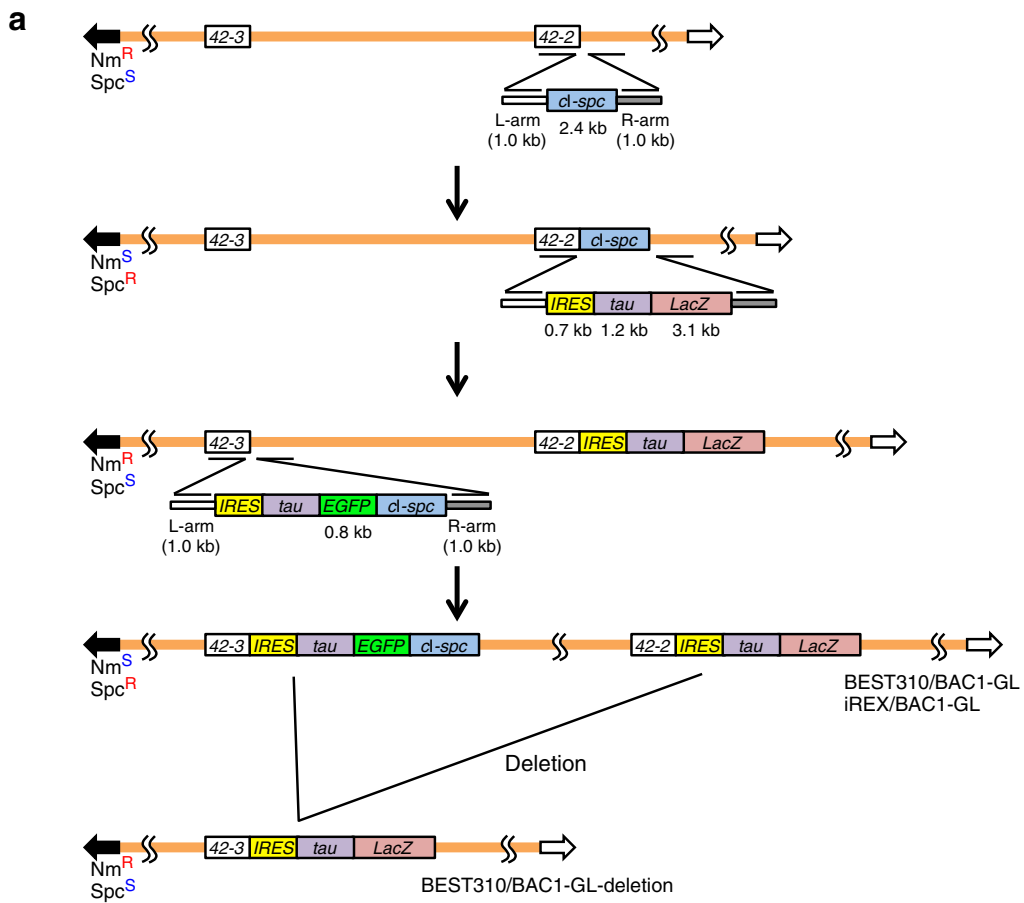 a
42-3
42-2
Nm^R
Spc^S
cI-spc
L-arm
(1.0 kb)
2.4 kb
R-arm
(1.0 kb)
42-3
42-2 cI-spc
Nm^S
Spc^R
IRES tau LacZ
0.7 kb 1.2 kb 3.1 kb
42-3
42-2 IRES tau LacZ
Nm^R
Spc^S
IRES tau EGFP cI-spc
L-arm
(1.0 kb)
0.8 kb
R-arm
(1.0 kb)
42-3 IRES tau EGFP cI-spc
42-2 IRES tau LacZ
Nm^S
Spc^R
BEST310/BAC1-GL
iREX/BAC1-GL
Deletion
42-3 IRES tau LacZ
Nm^R
Spc^S
BEST310/BAC1-GL-deletion